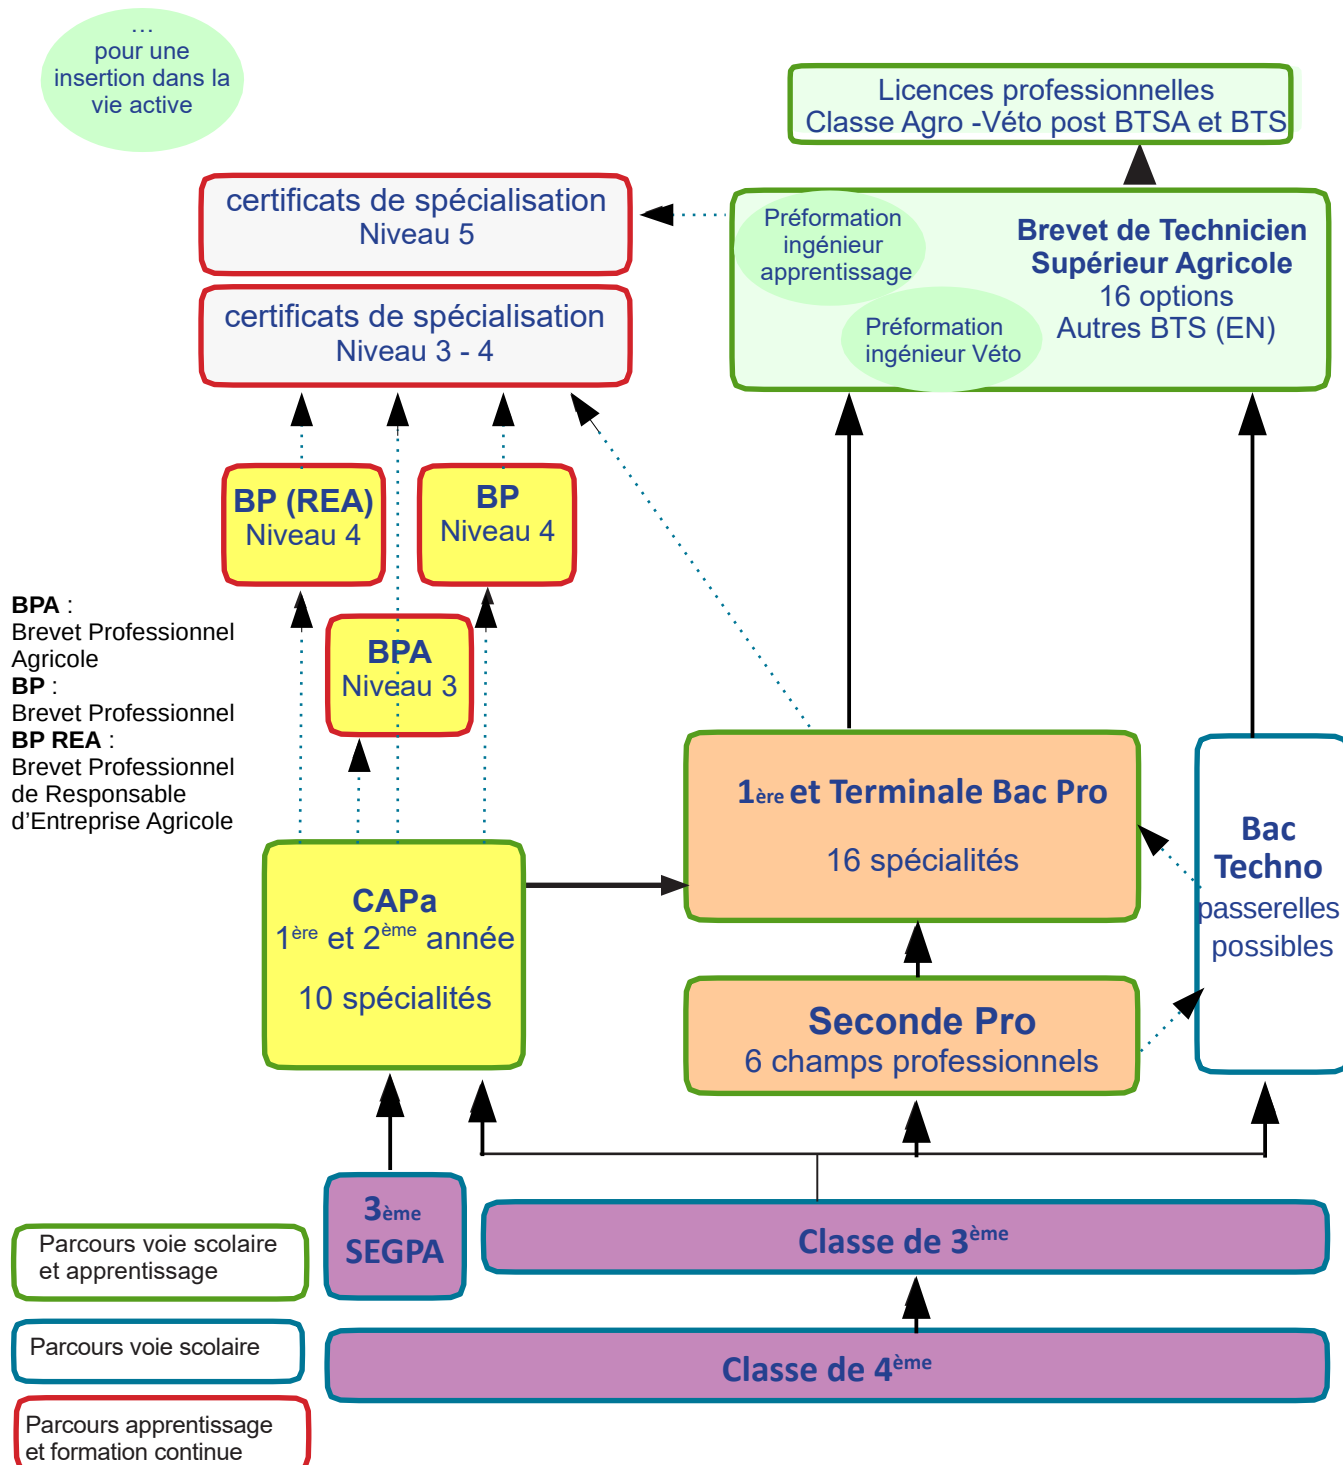 …
pour une
insertion dans la
vie active
Licences professionnelles
Classe Agro -Véto post BTSA et BTS
certificats de spécialisation
Niveau 5
Préformation
ingénieur
apprentissage
Brevet de Technicien
Supérieur Agricole
16 options
Autres BTS (EN)
Préformation
ingénieur Véto
certificats de spécialisation
Niveau 3 - 4
BP (REA)
Niveau 4
BP
Niveau 4
BPA
Niveau 3
BPA :
Brevet Professionnel
Agricole
BP :
Brevet Professionnel
BP REA :
Brevet Professionnel
de Responsable
d’Entreprise Agricole
1ère et Terminale Bac Pro
16 spécialités
Bac
Techno
passerelles
possibles
CAPa
1ère et 2ème année
10 spécialités
Seconde Pro
6 champs professionnels
3ème
SEGPA
Classe de 3ème
Classe de 4ème
Parcours voie scolaire
et apprentissage
Parcours voie scolaire
Parcours apprentissage
et formation continue